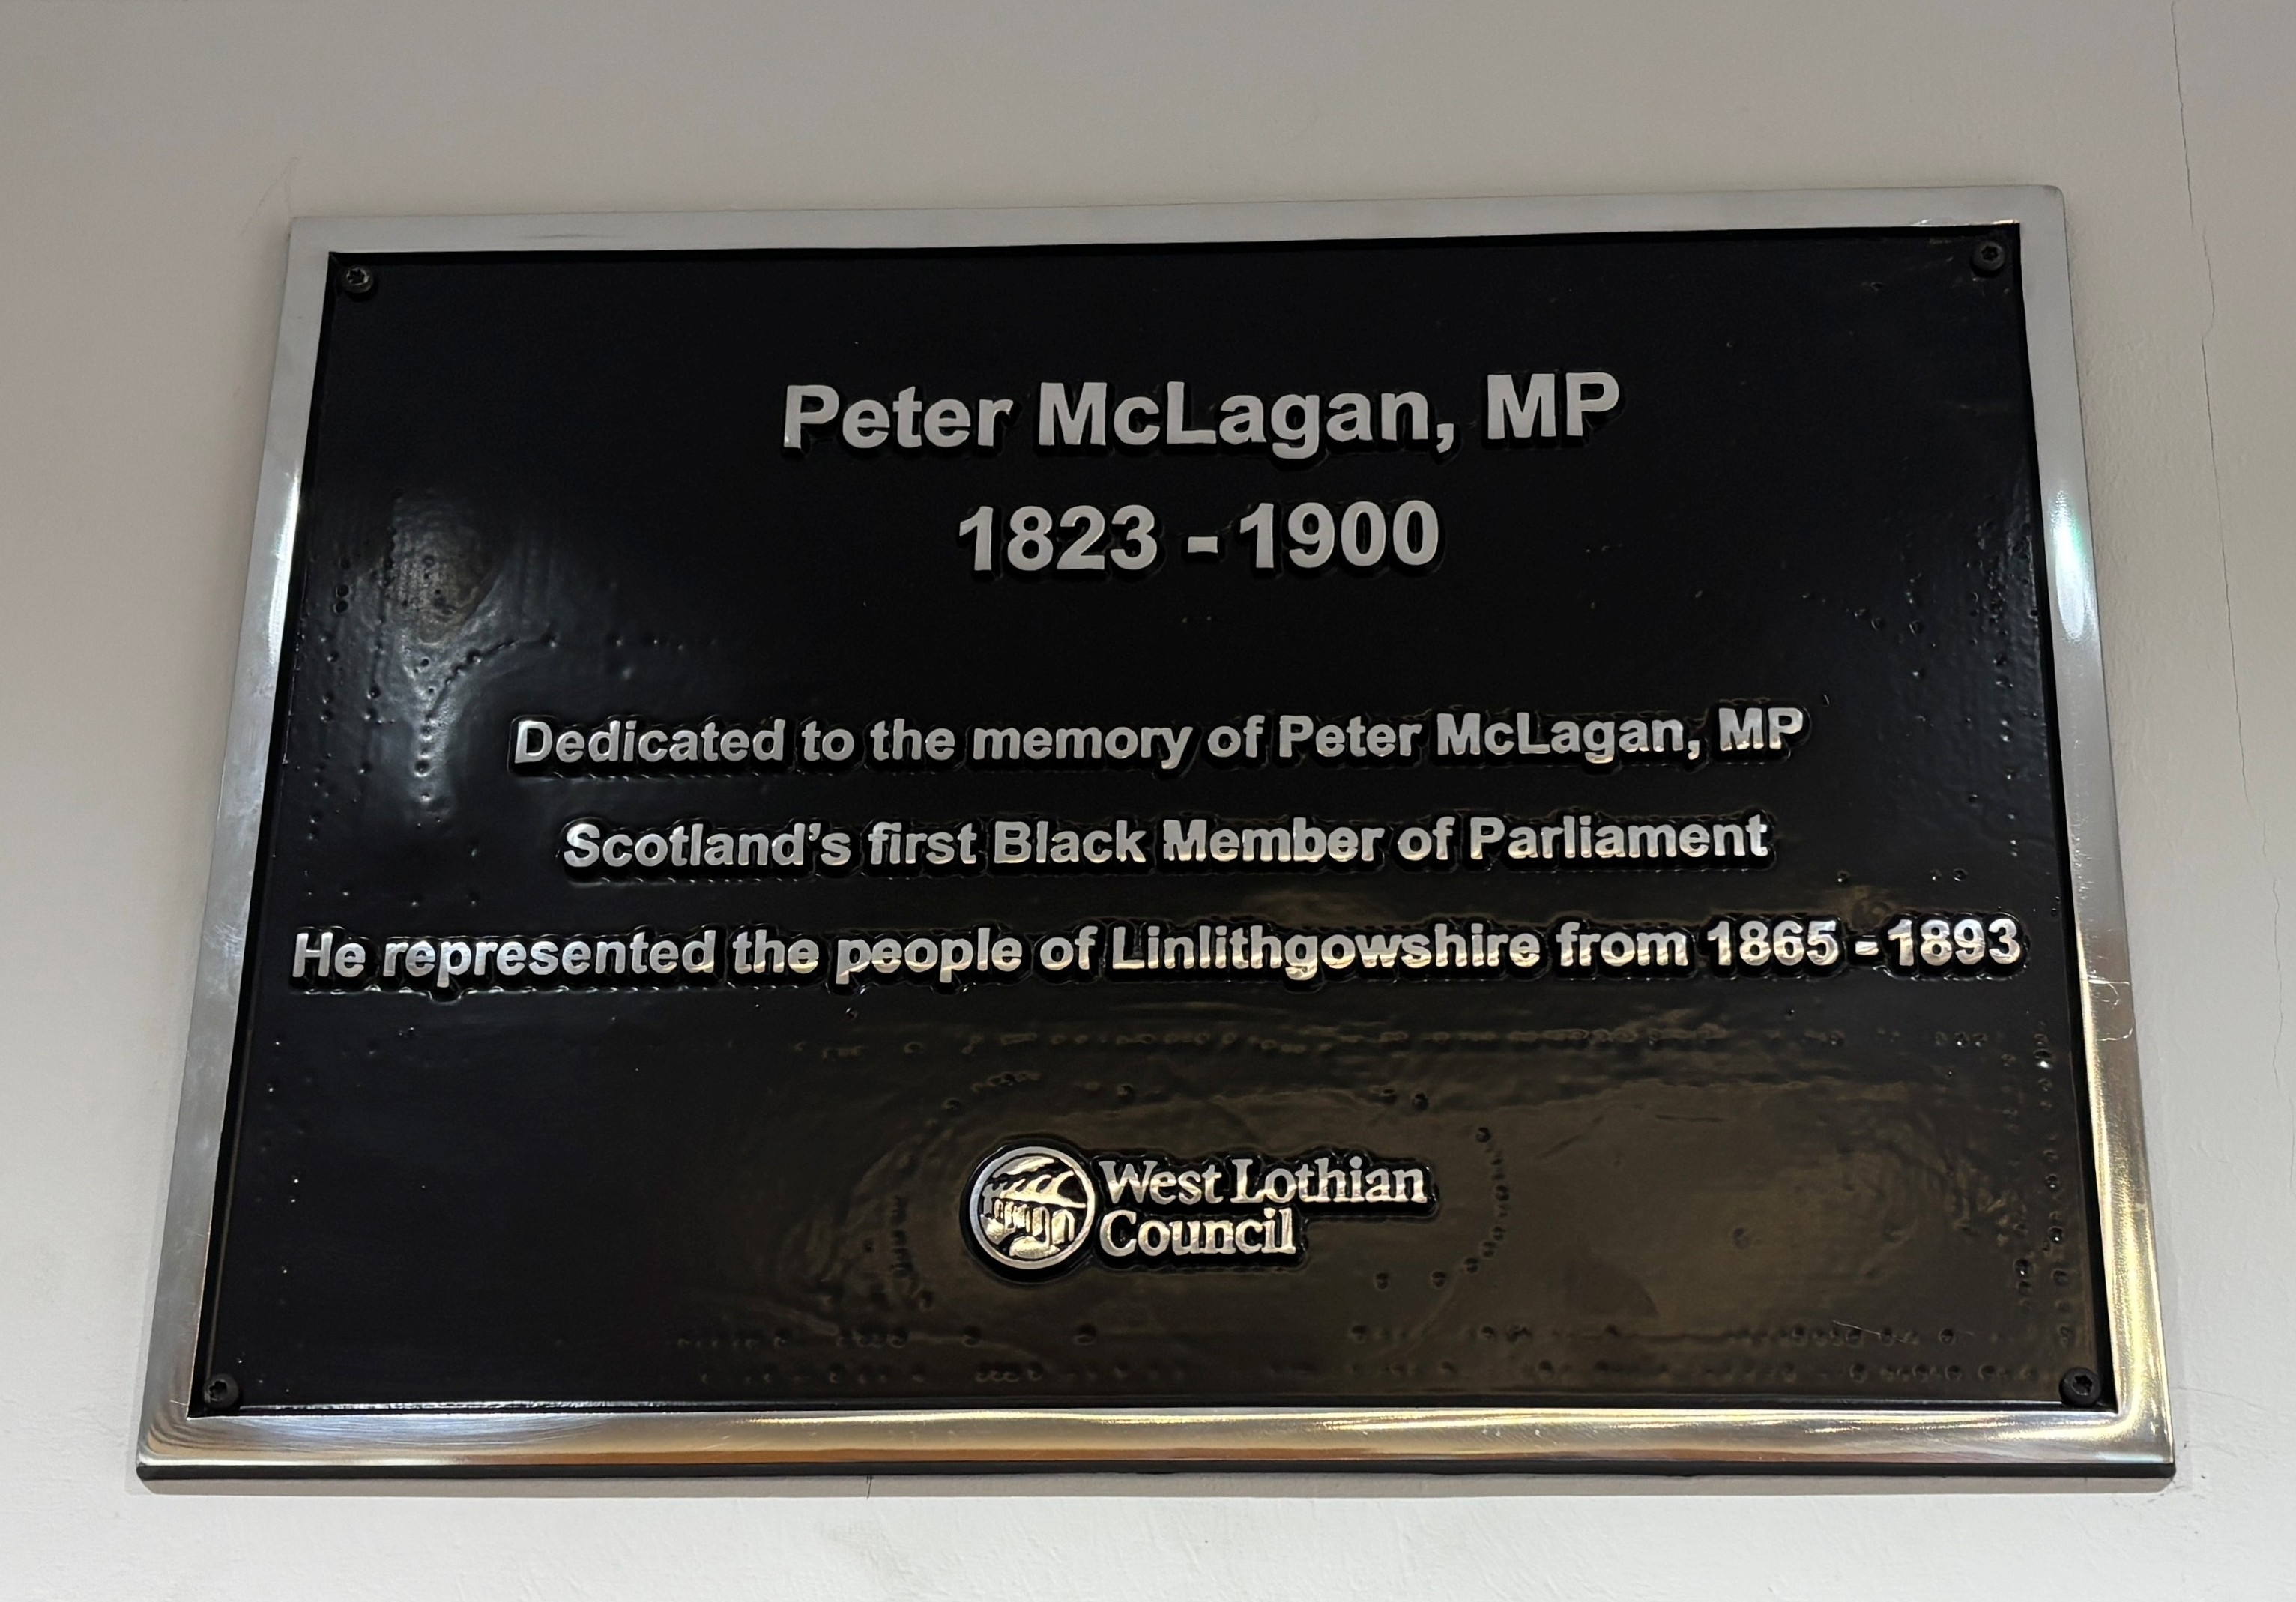 Peter McLagan, MP
1823 - 1900
Dedicated to the memory of Peter McLagan, MP
Scotland’s first Black Member of Parliament
He represented the people of Linlithgowshire from 1865 - 1893
West Lothian
Council